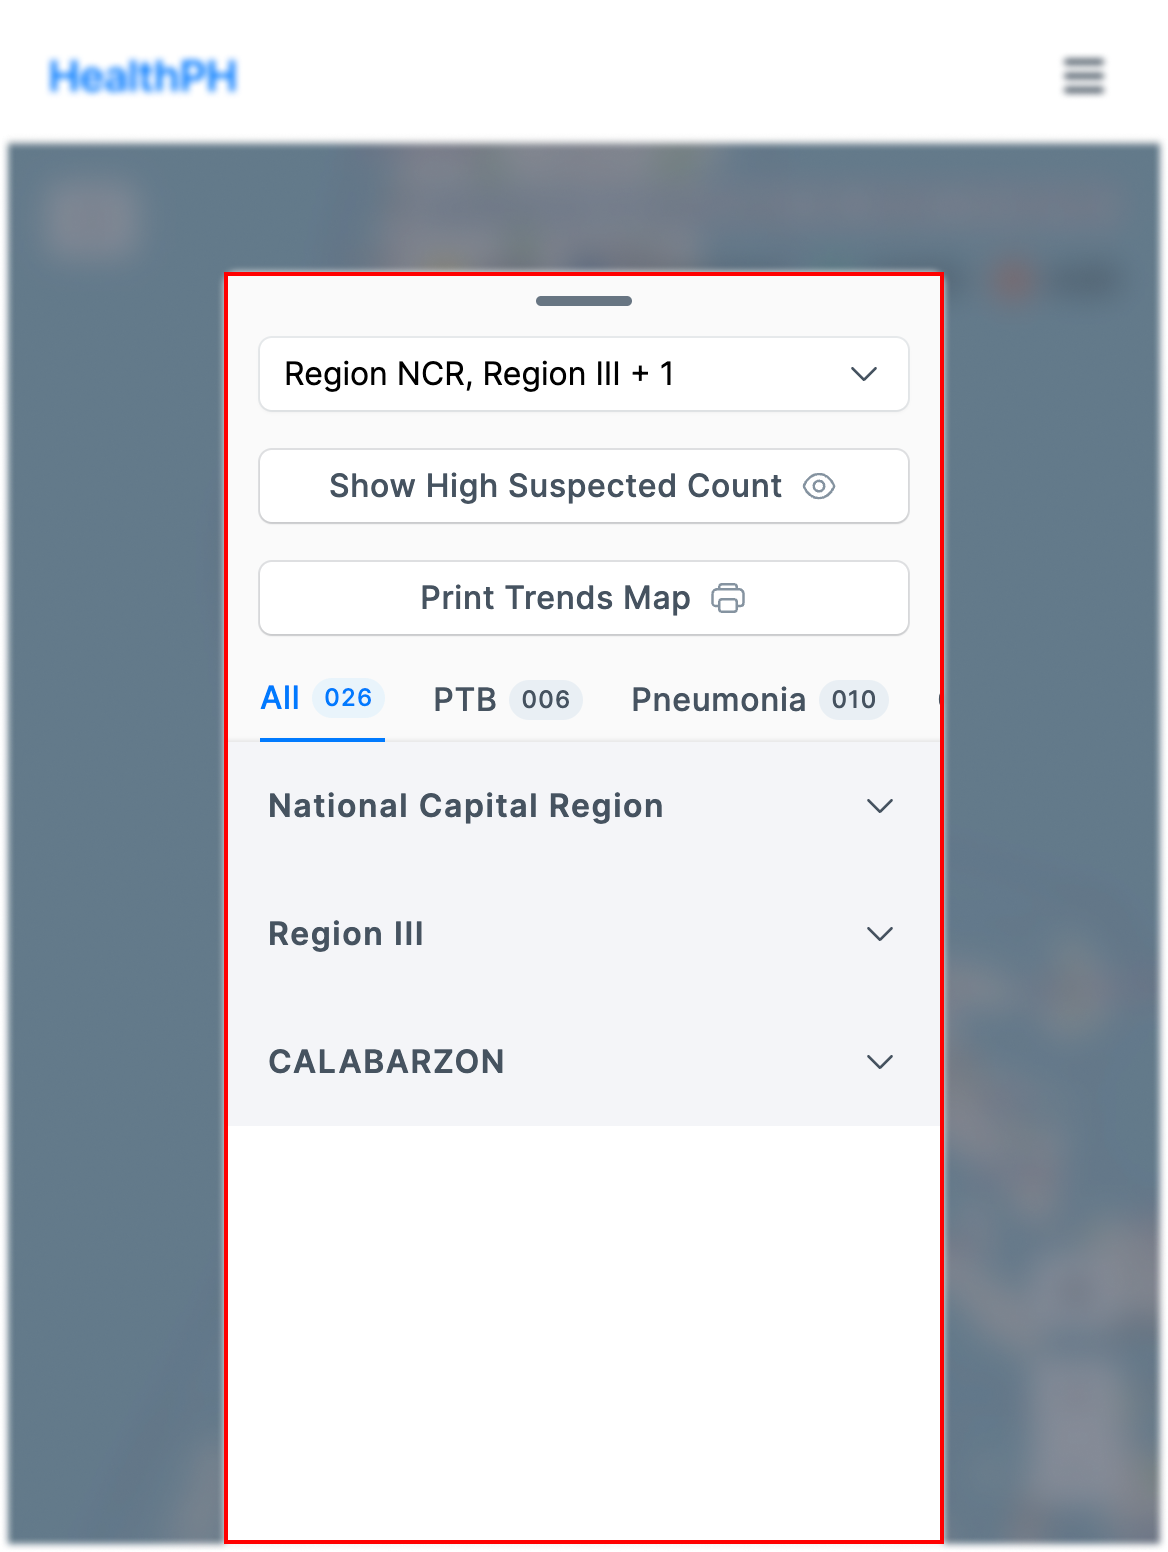 HealthPH
Region NCR, Region III + 1
Show High Suspected Count
Print Trends Map
All 026 PTB 006 Pneumonia 010
National Capital Region
Region III
CALABARZON